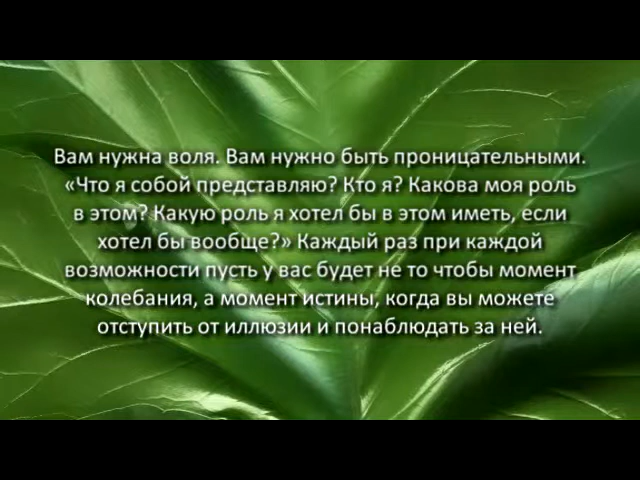 Вам нужна воля. Вам нужно быть проницательными.
«Что я собой представляю? Кто я? Какова моя роль
в этом? Какую роль я хотел бы в этом иметь, если
хотел бы вообще?» Каждый раз при каждой
возможности пусть у вас будет не то чтобы момент
колебания, а момент истины, когда вы можете
отступить от иллюзии и понаблюдать за ней.